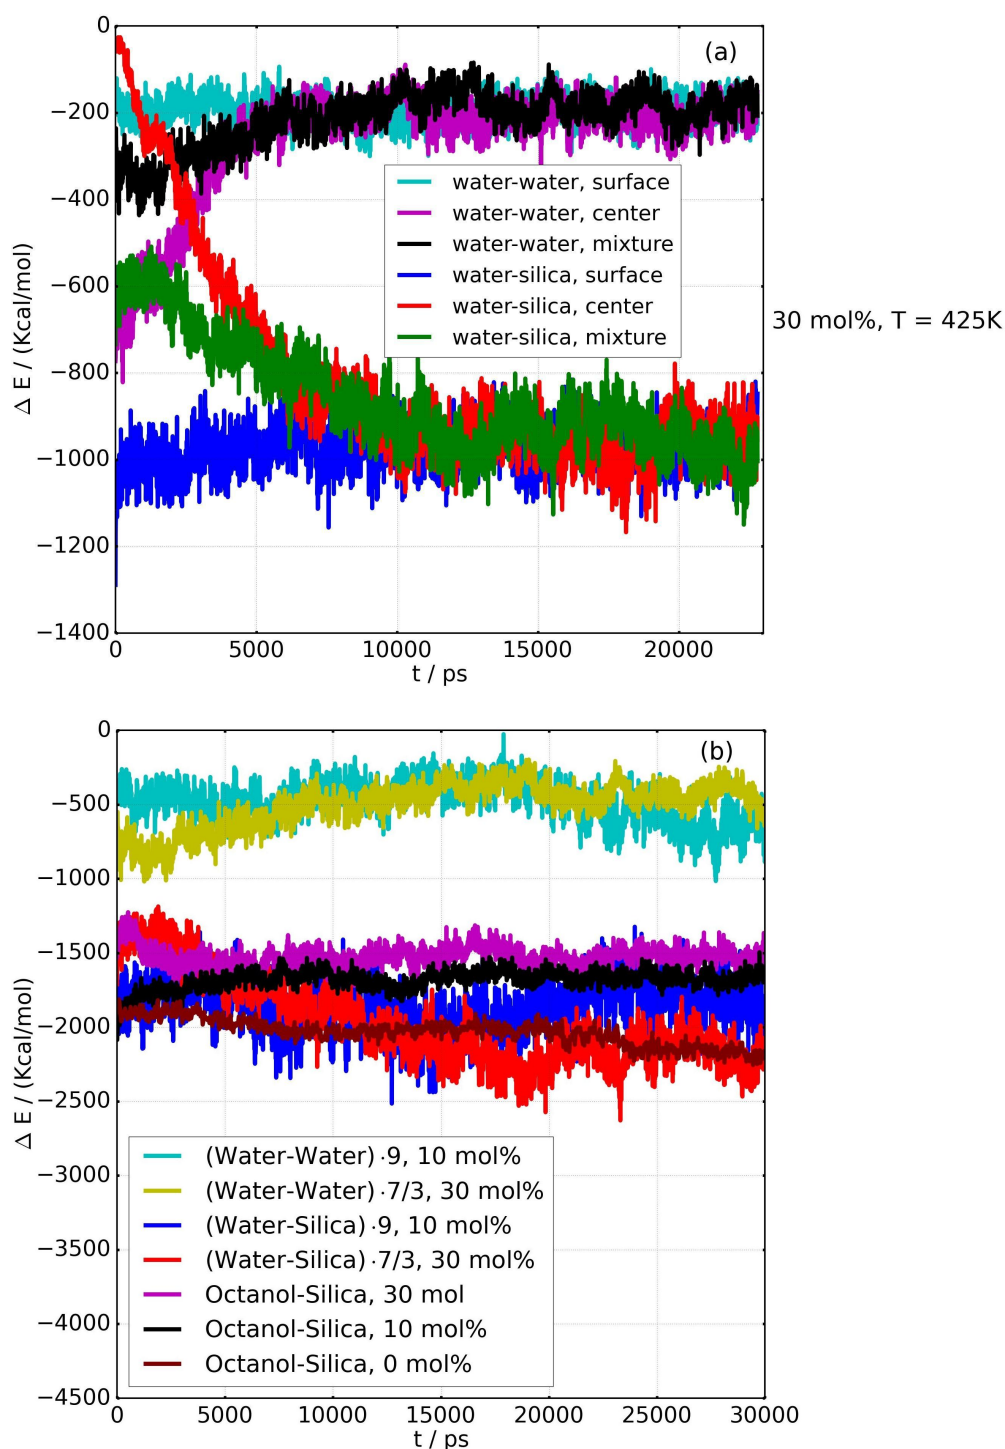 0
−200
−400
−600
−800
−1000
−1200
−1400
Δ E / (Kcal/mol)
(a)
water-water, surface
water-water, center
water-water, mixture
water-silica, surface
water-silica, center
water-silica, mixture
30 mol%, T = 425K
0 5000 10000 15000 20000
t / ps
0
−500
−1000
−1500
−2000
−2500
−3000
−3500
−4000
−4500
Δ E / (Kcal/mol)
(b)
(Water-Water) ·9, 10 mol%
(Water-Water) ·7/3, 30 mol%
(Water-Silica) ·9, 10 mol%
(Water-Silica) ·7/3, 30 mol%
Octanol-Silica, 30 mol
Octanol-Silica, 10 mol%
Octanol-Silica, 0 mol%
0 5000 10000 15000 20000 25000 30000
t / ps